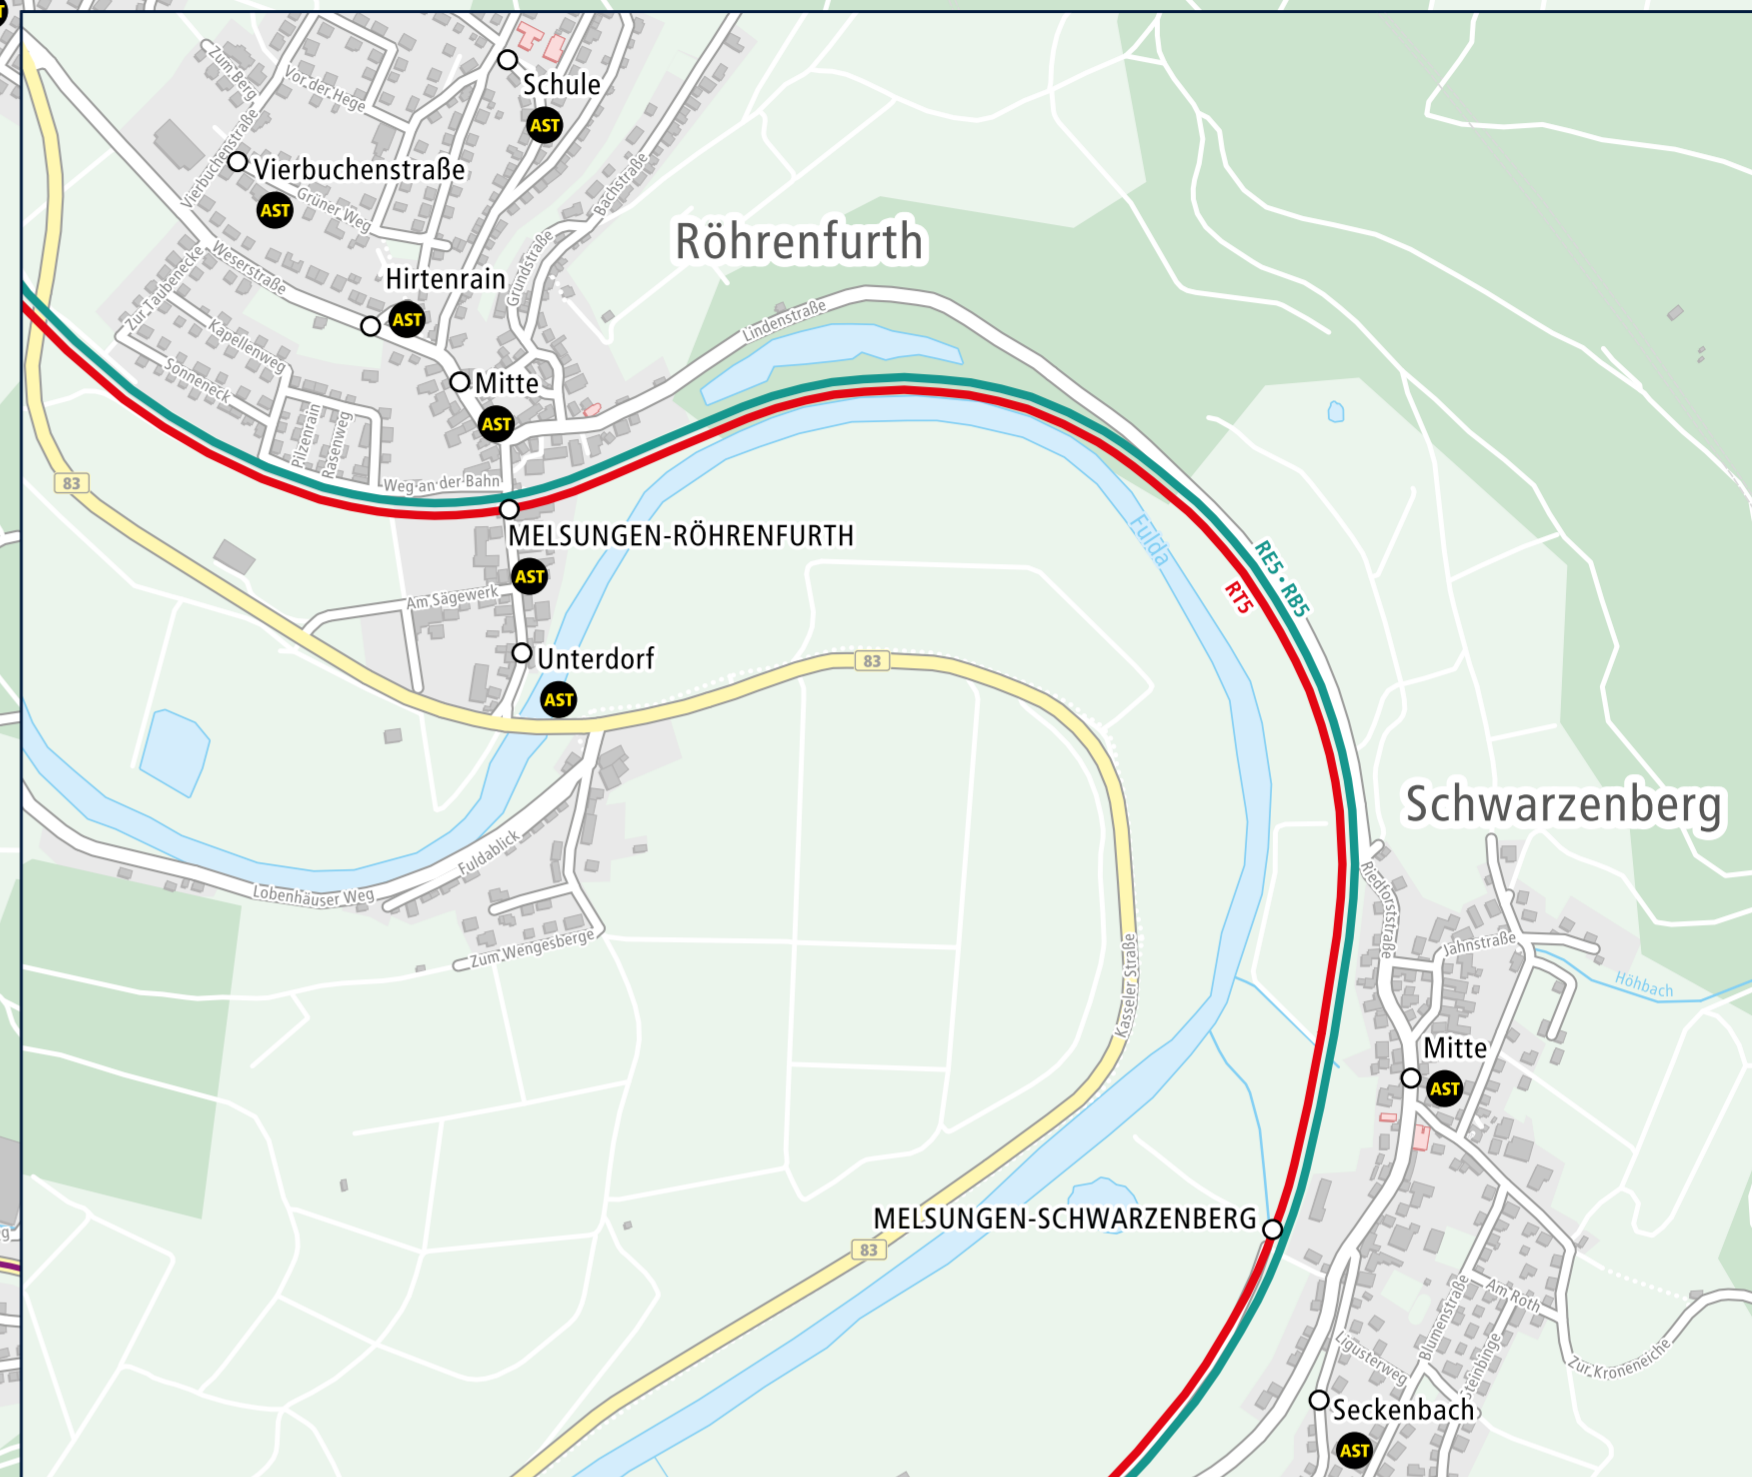 Schule
AST
Zum Berg
Vor der Hege
Vierbuchenstraße
Vierbuchenstraße
AST
Grüner Weg
Bachstraße
Röhrenfurth
Grundstraße
Weserstraße
Zur Taubenecke
Hirtenrain
AST
Lindenstraße
Kapellenweg
Sonneneck
Mitte
AST
Pilzenrain
Rasenweg
Weg an der Bahn
83
MELSUNGEN-RÖHRENFURTH
AST
Fulda
RE5 • RB5
RT5
Am Sägewerk
Unterdorf
AST
83
Schwarzenberg
Fuldablick
Lobenhäuser Weg
Zum Wengesberge
Riedforststraße
Jahnstraße
Höhbach
Kasseler Straße
Mitte
AST
MELSUNGEN-SCHWARZENBERG
83
Am Roth
Blumenstraße
Ligusterweg
Zur Kroneneiche
Seckenbach
AST